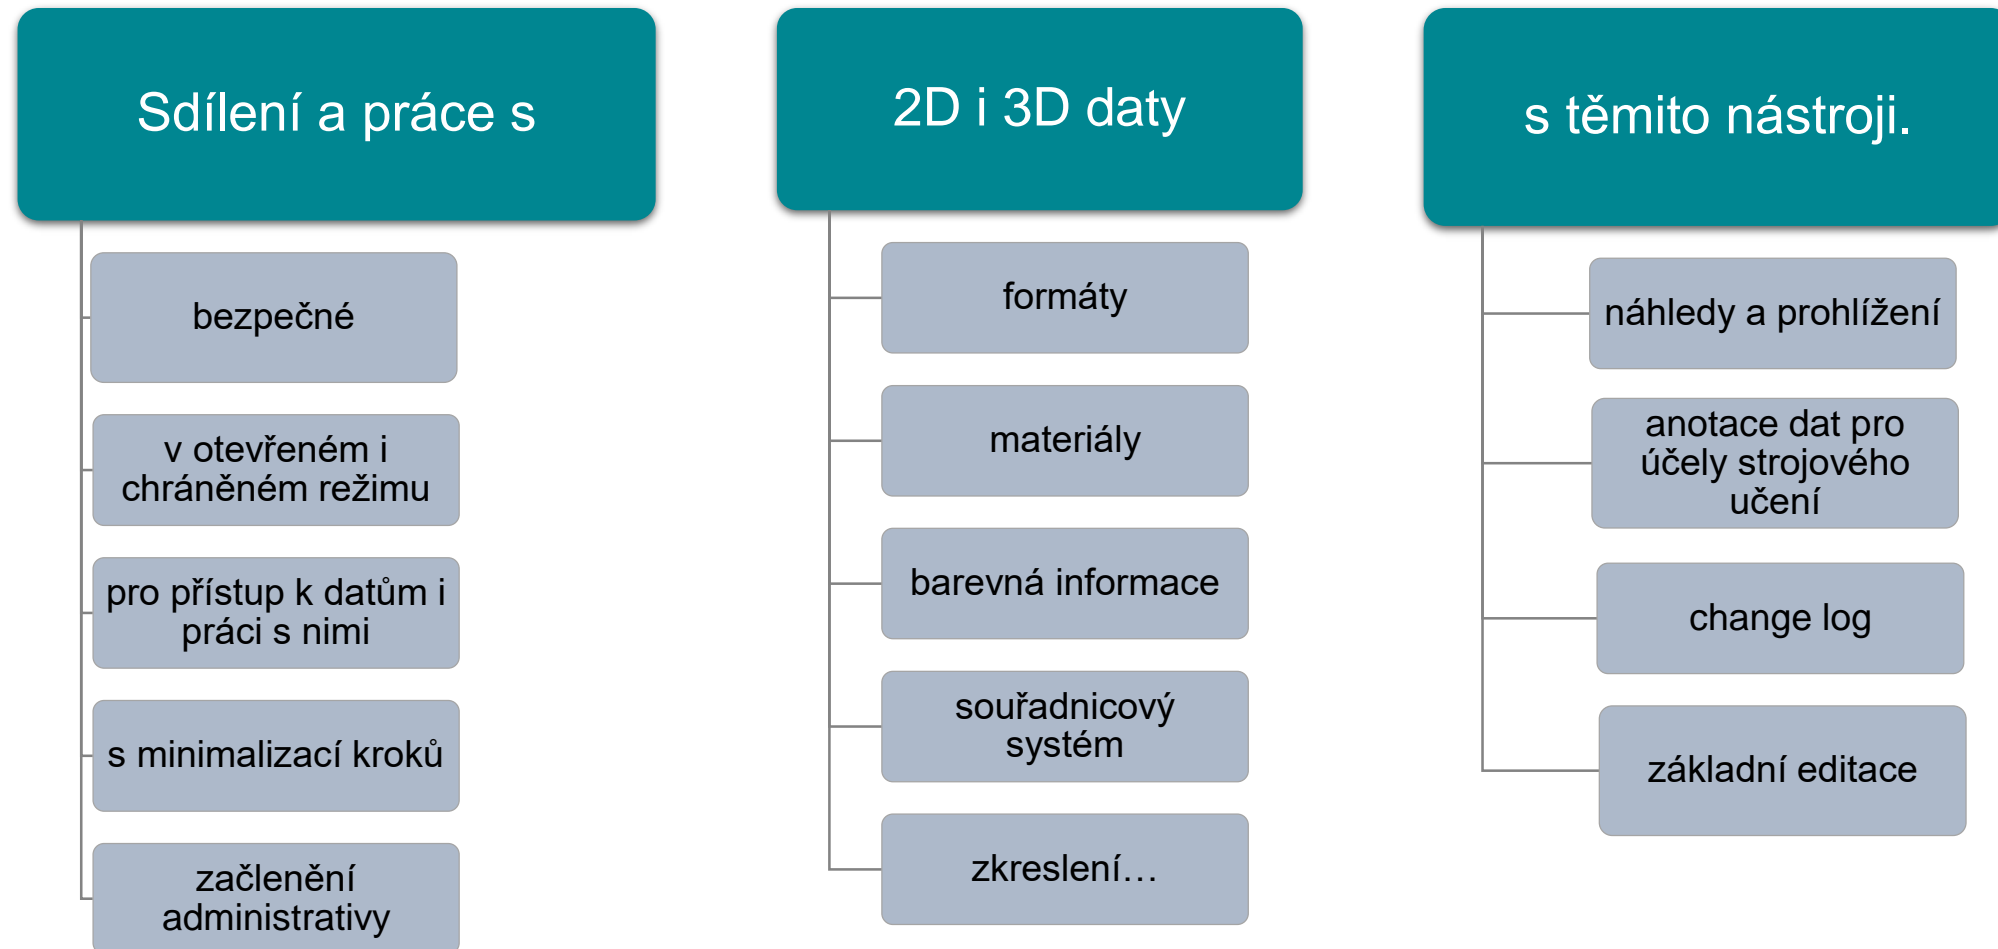 Sdílení a práce s
bezpečné
v otevřeném i
chráněném režimu
pro přístup k datům i
práci s nimi
s minimalizací kroků
začlenění
administrativy
2D i 3D daty
formáty
materiály
barevná informace
souřadnicový
systém
zkreslení…
s těmito nástroji.
náhledy a prohlížení
anotace dat pro
účely strojového
učení
change log
základní editace